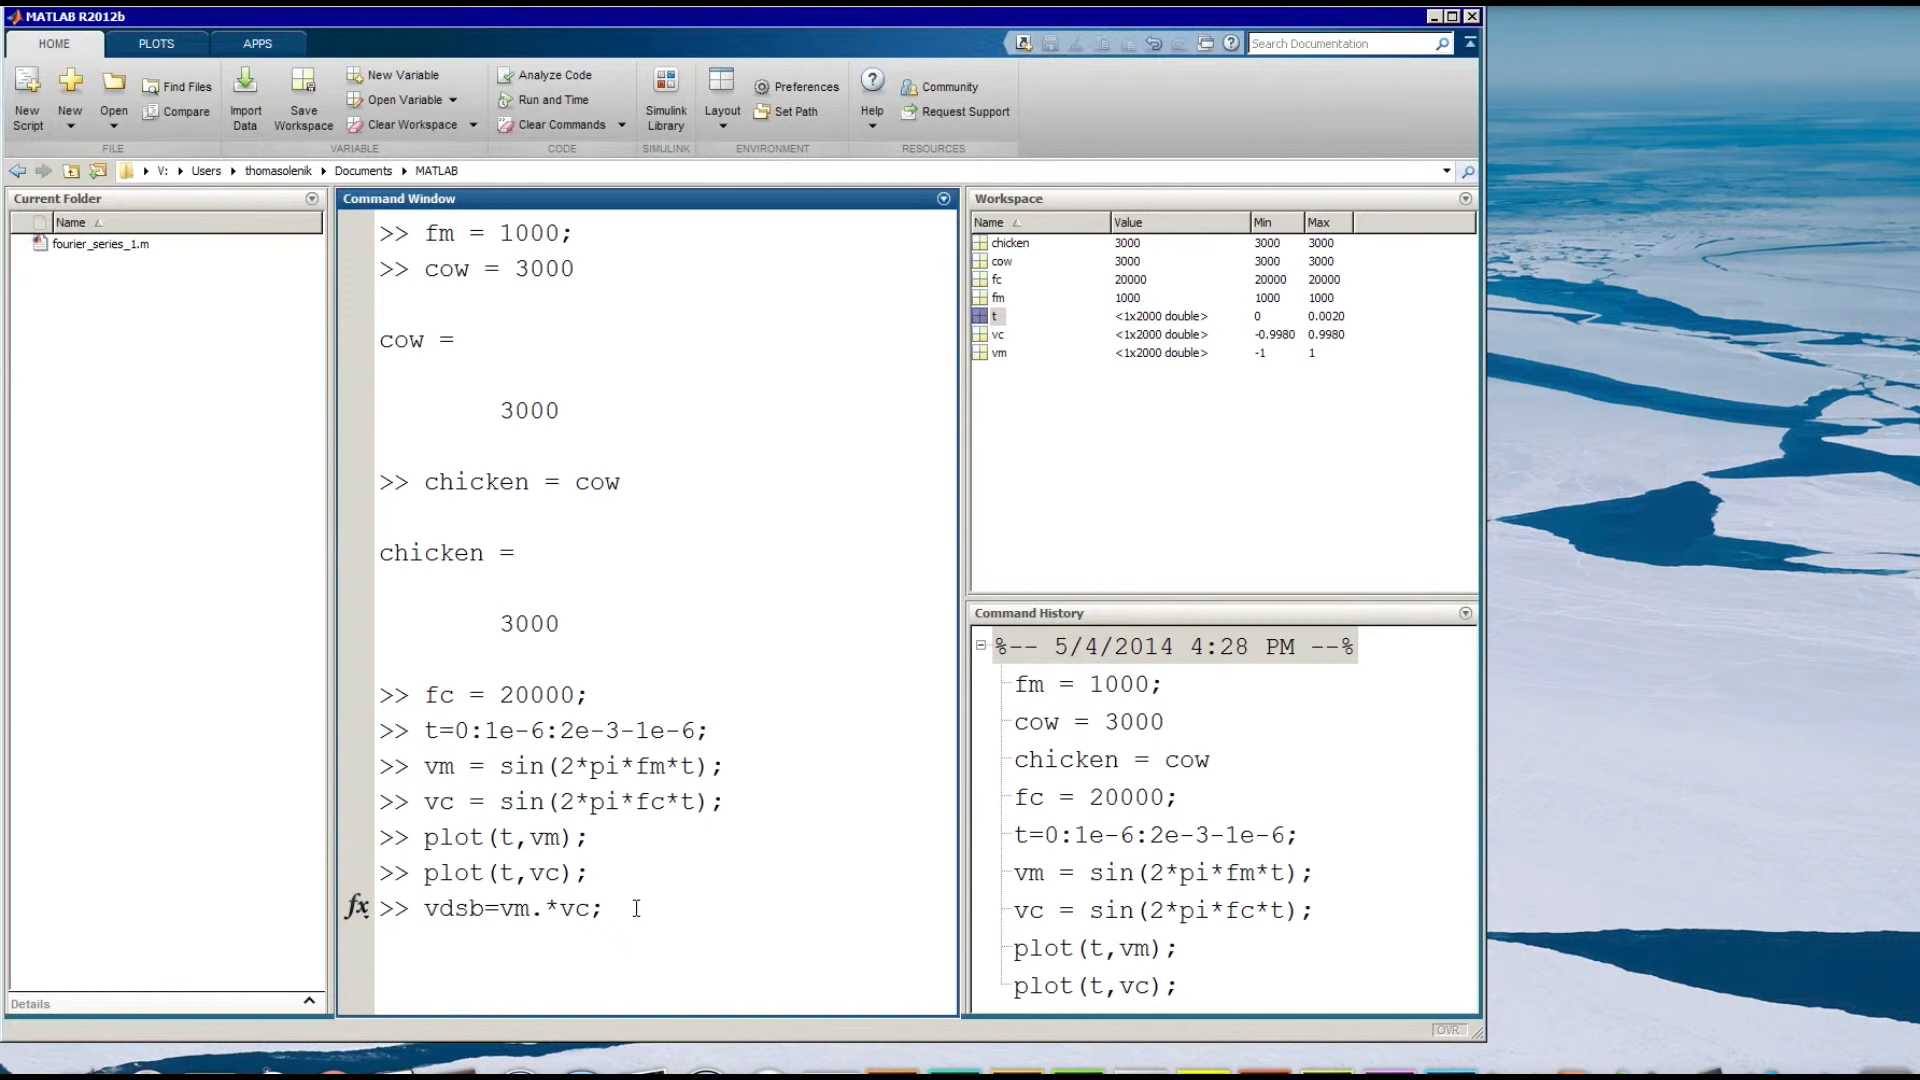 MATLAB R2012b
HOME
PLOTS
APPS
Search Documentation
New Script
New
Open
Find Files
Compare
Import Data
Save Workspace
New Variable
Open Variable
Clear Workspace
Analyze Code
Run and Time
Clear Commands
Simulink Library
Layout
Preferences
Set Path
Help
Community
Request Support
FILE
VARIABLE
CODE
SIMULINK
ENVIRONMENT
RESOURCES
V: Users thomasolenik Documents MATLAB
Current Folder
Name
fourier_series_1.m
Details
Command Window
>> fm = 1000;
>> cow = 3000
cow =
3000
>> chicken = cow
chicken =
3000
>> fc = 20000;
>> t=0:1e-6:2e-3-1e-6;
>> vm = sin(2*pi*fm*t);
>> vc = sin(2*pi*fc*t);
>> plot(t,vm);
>> plot(t,vc);
fx >> vdsb=vm.*vc;
Workspace
Name Value Min Max
chicken 3000 3000 3000
cow 3000 3000 3000
fc 20000 20000 20000
fm 1000 1000 1000
t <1x2000 double> 0 0.0020
vc <1x2000 double> -0.9980 0.9980
vm <1x2000 double> -1 1
Command History
%-- 5/4/2014 4:28 PM --%
fm = 1000;
cow = 3000
chicken = cow
fc = 20000;
t=0:1e-6:2e-3-1e-6;
vm = sin(2*pi*fm*t);
vc = sin(2*pi*fc*t);
plot(t,vm);
plot(t,vc);
OVR